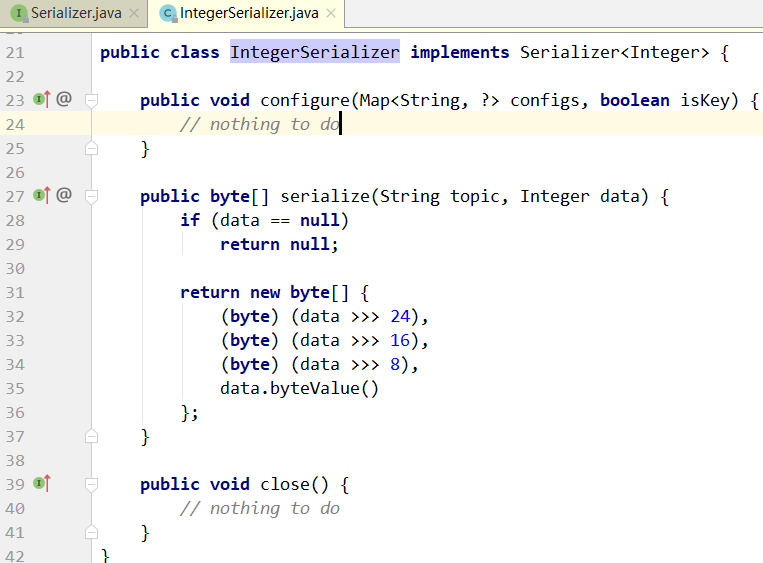 Serializer.java IntegerSerializer.java
21 public class IntegerSerializer implements Serializer<Integer> {
22
23 @ public void configure(Map<String, ?> configs, boolean isKey) {
24 // nothing to do
25 }
26
27 @ public byte[] serialize(String topic, Integer data) {
28 if (data == null)
29 return null;
30
31 return new byte[] {
32 (byte) (data >>> 24),
33 (byte) (data >>> 16),
34 (byte) (data >>> 8),
35 data.byteValue()
36 };
37 }
38
39 public void close() {
40 // nothing to do
41 }
42 }